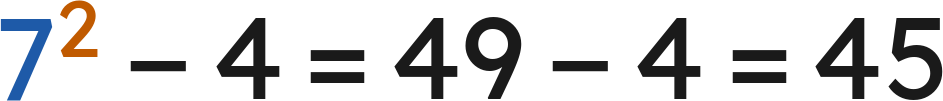 7² − 4 = 49 − 4 = 45